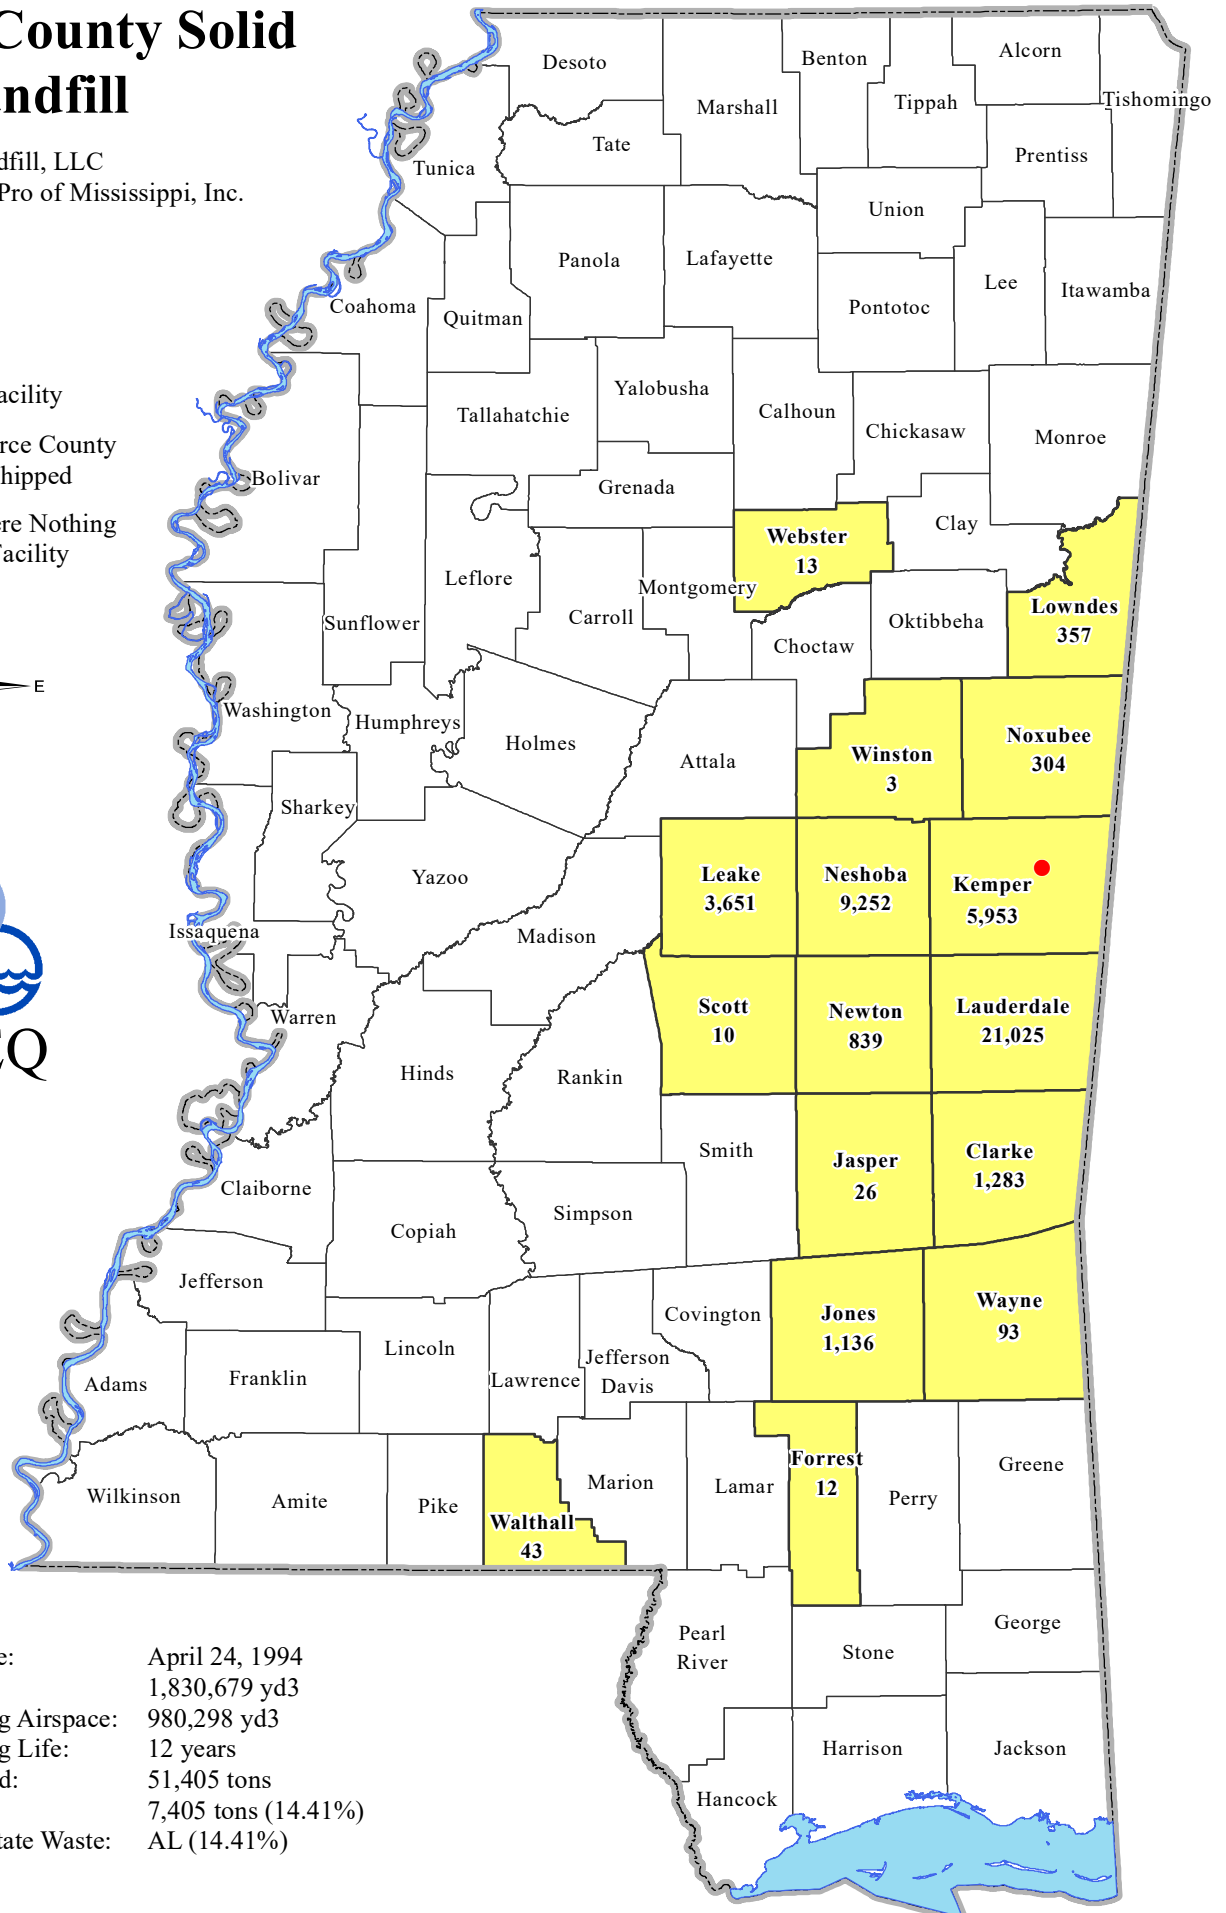 County Solid
ndfill
dfill, LLC
Pro of Mississippi, Inc.
acility
rce County
hipped
ere Nothing
Facility
E
CQ
Desoto
Benton
Alcorn
Marshall
Tippah
Tishomingo
Tate
Tunica
Prentiss
Union
Panola
Lafayette
Lee
Itawamba
Coahoma
Quitman
Pontotoc
Yalobusha
Tallahatchie
Calhoun
Chickasaw
Monroe
Bolivar
Grenada
Clay
Webster
13
Leflore
Montgomery
Lowndes
357
Carroll
Sunflower
Oktibbeha
Choctaw
Washington
Humphreys
Holmes
Attala
Winston
3
Noxubee
304
Sharkey
Yazoo
Leake
3,651
Neshoba
9,252
Kemper
5,953
Issaquena
Madison
Warren
Scott
10
Newton
839
Lauderdale
21,025
Hinds
Rankin
Smith
Jasper
26
Clarke
1,283
Claiborne
Copiah
Simpson
Jefferson
Covington
Jones
1,136
Wayne
93
Lincoln
Adams
Franklin
Lawrence
Jefferson
Davis
Wilkinson
Amite
Pike
Walthall
43
Marion
Lamar
Forrest
12
Perry
Greene
Pearl
River
Stone
George
Harrison
Jackson
Hancock
e: April 24, 1994
1,830,679 yd3
g Airspace: 980,298 yd3
g Life: 12 years
d: 51,405 tons
7,405 tons (14.41%)
tate Waste: AL (14.41%)